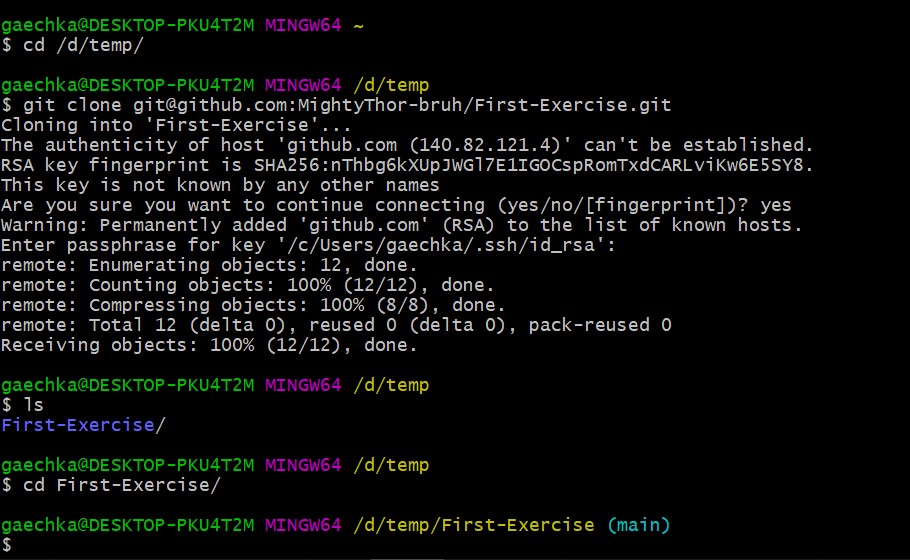 gaechka@DESKTOP-PKU4T2M MINGW64 ~
$ cd /d/temp/
gaechka@DESKTOP-PKU4T2M MINGW64 /d/temp
$ git clone git@github.com:MightyThor-bruh/First-Exercise.git
Cloning into 'First-Exercise'...
The authenticity of host 'github.com (140.82.121.4)' can't be established.
RSA key fingerprint is SHA256:nThbg6kXUpJWGl7E1IGOCspRomTxdCARLviKw6E5SY8.
This key is not known by any other names
Are you sure you want to continue connecting (yes/no/[fingerprint])? yes
Warning: Permanently added 'github.com' (RSA) to the list of known hosts.
Enter passphrase for key '/c/Users/gaechka/.ssh/id_rsa':
remote: Enumerating objects: 12, done.
remote: Counting objects: 100% (12/12), done.
remote: Compressing objects: 100% (8/8), done.
remote: Total 12 (delta 0), reused 0 (delta 0), pack-reused 0
Receiving objects: 100% (12/12), done.
gaechka@DESKTOP-PKU4T2M MINGW64 /d/temp
$ ls
First-Exercise/
gaechka@DESKTOP-PKU4T2M MINGW64 /d/temp
$ cd First-Exercise/
gaechka@DESKTOP-PKU4T2M MINGW64 /d/temp/First-Exercise (main)
$